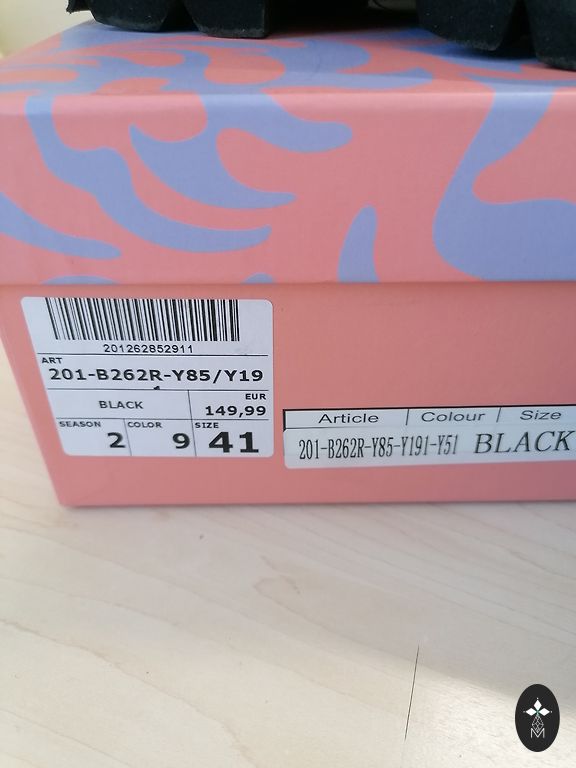 201262852911
ART
201-B262R-Y85/Y19
BLACK
EUR
149,99
SEASON 2 COLOR 9 SIZE 41
Article Colour Size
201-B262R-Y85-Y191-Y51 BLACK
M